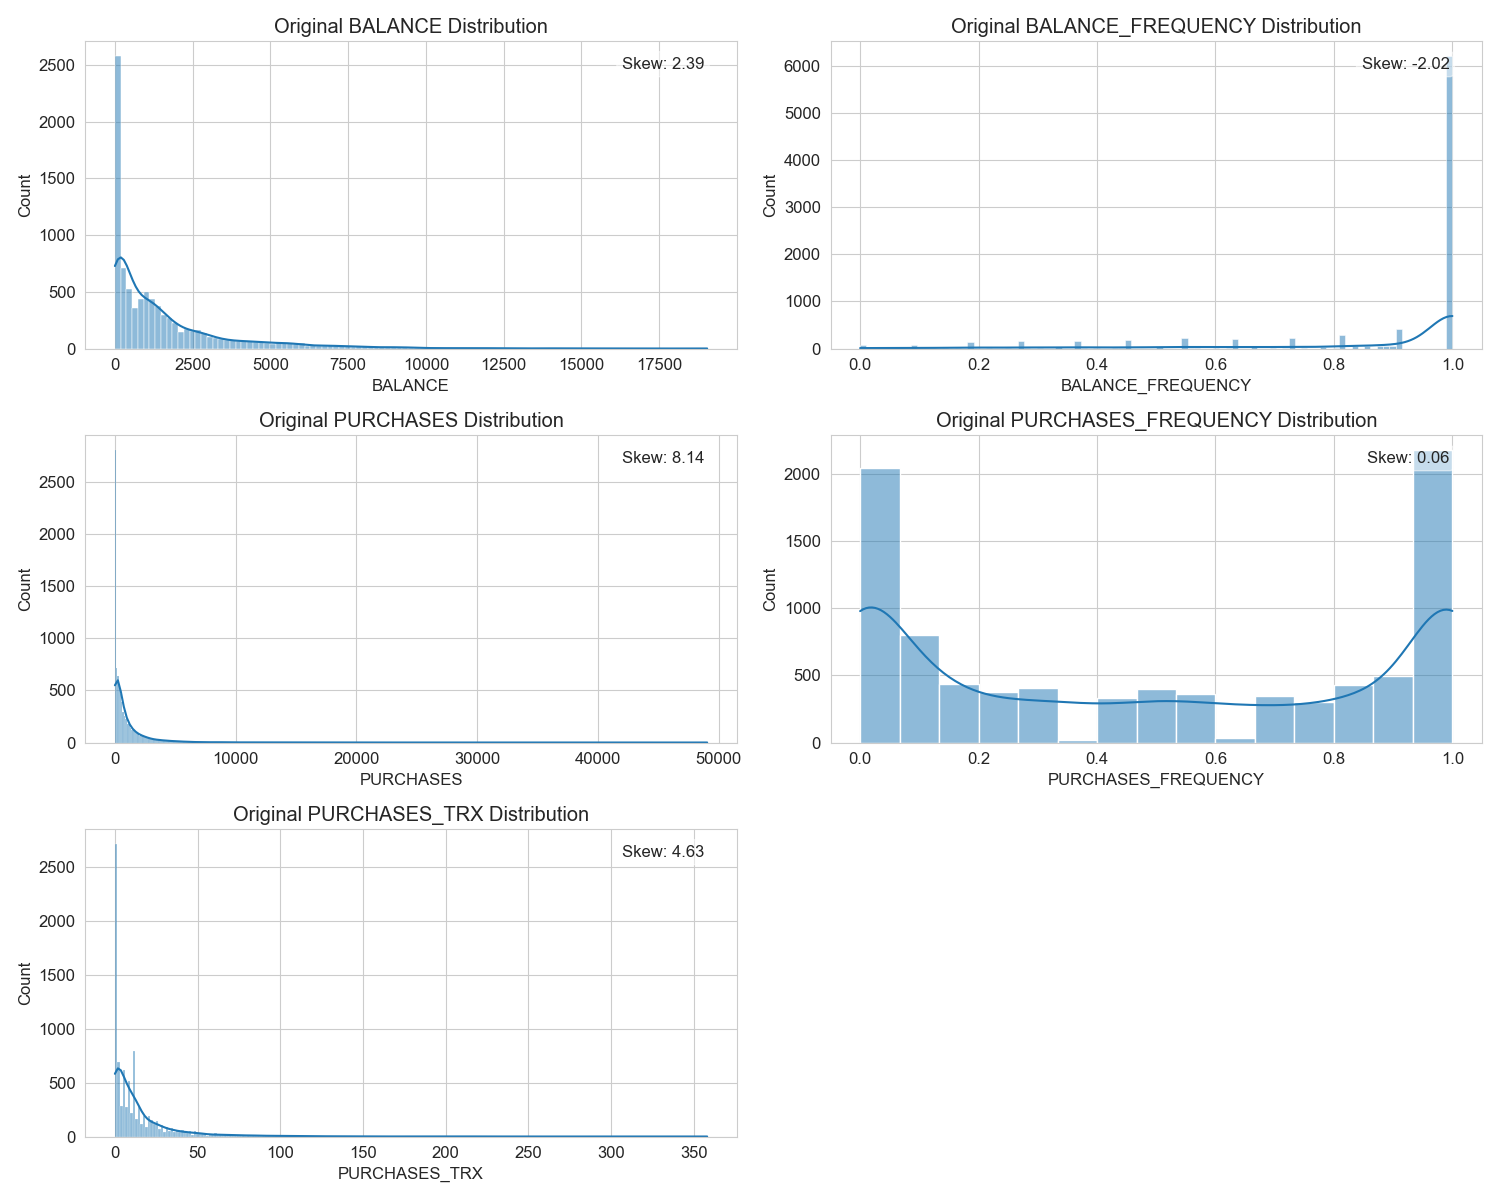 Original BALANCE Distribution
Skew: 2.39
2500
2000
1500
1000
500
0
Count
0 2500 5000 7500 10000 12500 15000 17500
BALANCE
Original BALANCE_FREQUENCY Distribution
Skew: -2.02
6000
5000
4000
3000
2000
1000
0
Count
0.0 0.2 0.4 0.6 0.8 1.0
BALANCE_FREQUENCY
Original PURCHASES Distribution
Skew: 8.14
2500
2000
1500
1000
500
0
Count
0 10000 20000 30000 40000 50000
PURCHASES
Original PURCHASES_FREQUENCY Distribution
Skew: 0.06
2000
1500
1000
500
0
Count
0.0 0.2 0.4 0.6 0.8 1.0
PURCHASES_FREQUENCY
Original PURCHASES_TRX Distribution
Skew: 4.63
2500
2000
1500
1000
500
0
Count
0 50 100 150 200 250 300 350
PURCHASES_TRX